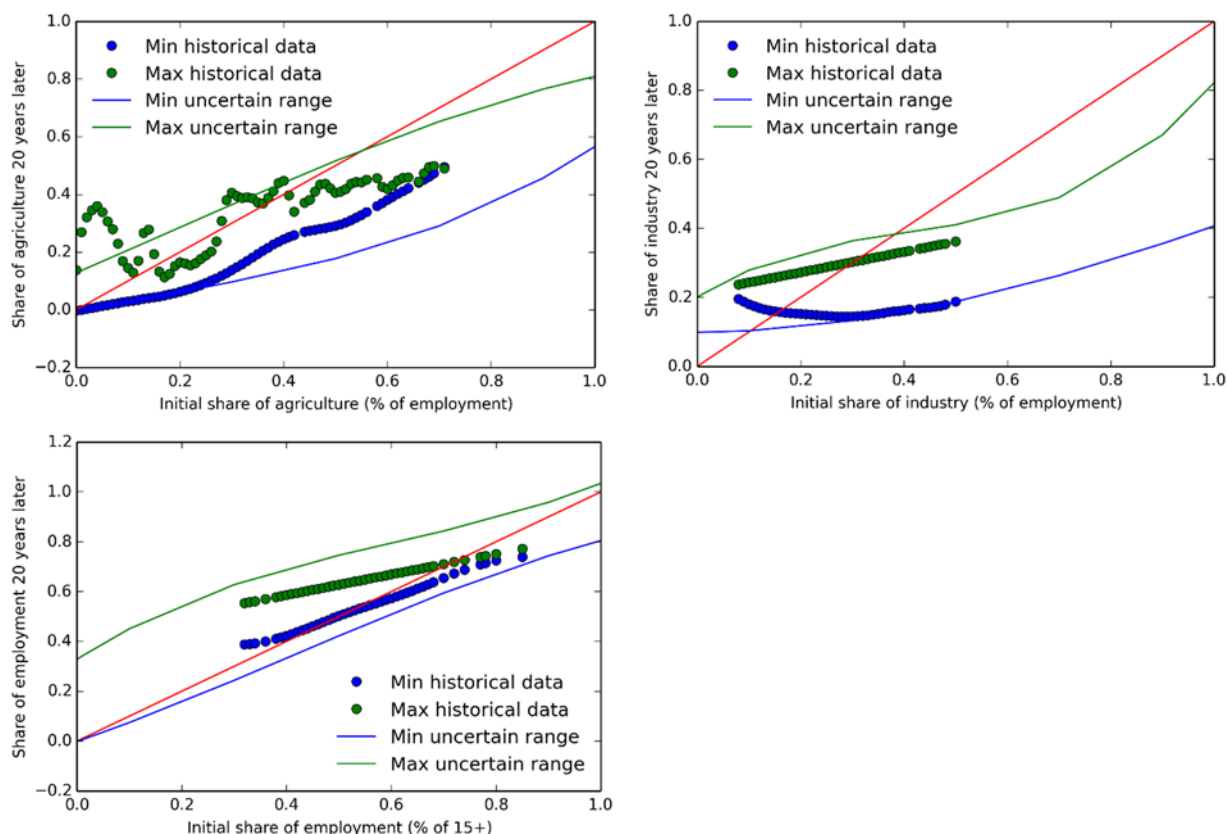 1.0
0.8
0.6
0.4
0.2
0.0
−0.2
0.0
0.2
0.4
0.6
0.8
1.0
Share of agriculture 20 years later
Initial share of agriculture (% of employment)
Min historical data
Max historical data
Min uncertain range
Max uncertain range
1.0
0.8
0.6
0.4
0.2
0.0
0.0
0.2
0.4
0.6
0.8
1.0
Share of industry 20 years later
Initial share of industry (% of employment)
Min historical data
Max historical data
Min uncertain range
Max uncertain range
1.2
1.0
0.8
0.6
0.4
0.2
0.0
−0.2
0.0
0.2
0.4
0.6
0.8
1.0
Share of employment 20 years later
Initial share of employment (% of 15+)
Min historical data
Max historical data
Min uncertain range
Max uncertain range